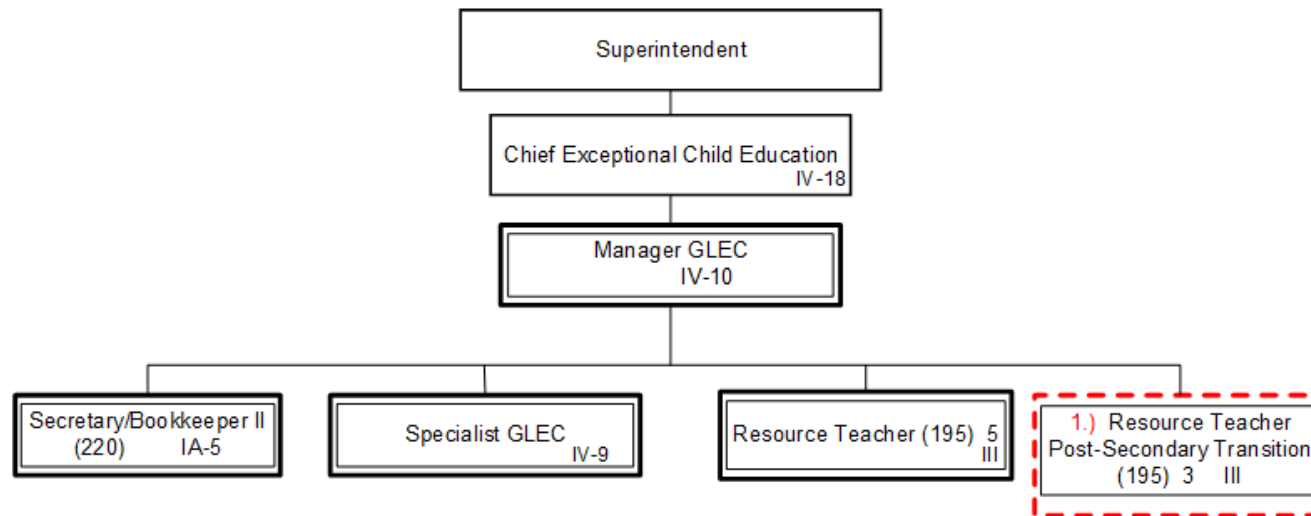 Superintendent
Chief Exceptional Child Education
IV-18
Manager GLEC
IV-10
Secretary/Bookkeeper II
(220) IA-5
Specialist GLEC
IV-9
Resource Teacher (195) 5
III
1.) Resource Teacher
Post-Secondary Transition
(195) 3 III